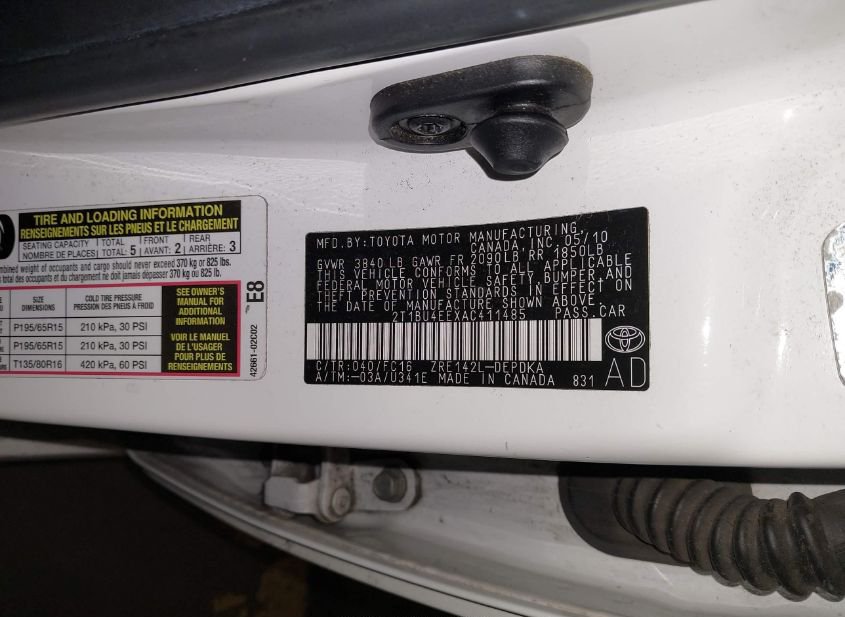 TIRE AND LOADING INFORMATION
RENSEIGNEMENTS SUR LES PNEUS ET LE CHARGEMENT
SEATING CAPACITY TOTAL FRONT REAR
NOMBRE DE PLACES TOTAL: 5 AVANT: 2 ARRIÈRE: 3
weight of occupants and cargo should never exceed 370 kg or 825 lbs.
total des occupants et du chargement ne doit jamais dépasser 370 kg ou 825 lb.
SIZE COLD TIRE PRESSURE
DIMENSIONS PRESSION DES PNEUS À FROID
P195/65R15 210 kPa, 30 PSI
P195/65R15 210 kPa, 30 PSI
T135/80R16 420 kPa, 60 PSI
SEE OWNER'S
MANUAL FOR
ADDITIONAL
INFORMATION
VOIR LE MANUEL
DE L'USAGER
POUR PLUS DE
RENSEIGNEMENTS
42661-02C02 E8
MFD.BY:TOYOTA MOTOR MANUFACTURING,
CANADA, INC. 05/10
GVWR 3840 LB GAWR FR 2090LB RR 1850LB
THIS VEHICLE CONFORMS TO ALL APPLICABLE
FEDERAL MOTOR VEHICLE SAFETY, BUMPER AND
THEFT PREVENTION STANDARDS IN EFFECT ON
THE DATE OF MANUFACTURE SHOWN ABOVE.
2T1BU4EEXAC411485 PASS.CAR
C/TR:040/FC16 ZRE142L-DEPDKA
A/TM:-03A/U341E MADE IN CANADA 831
AD